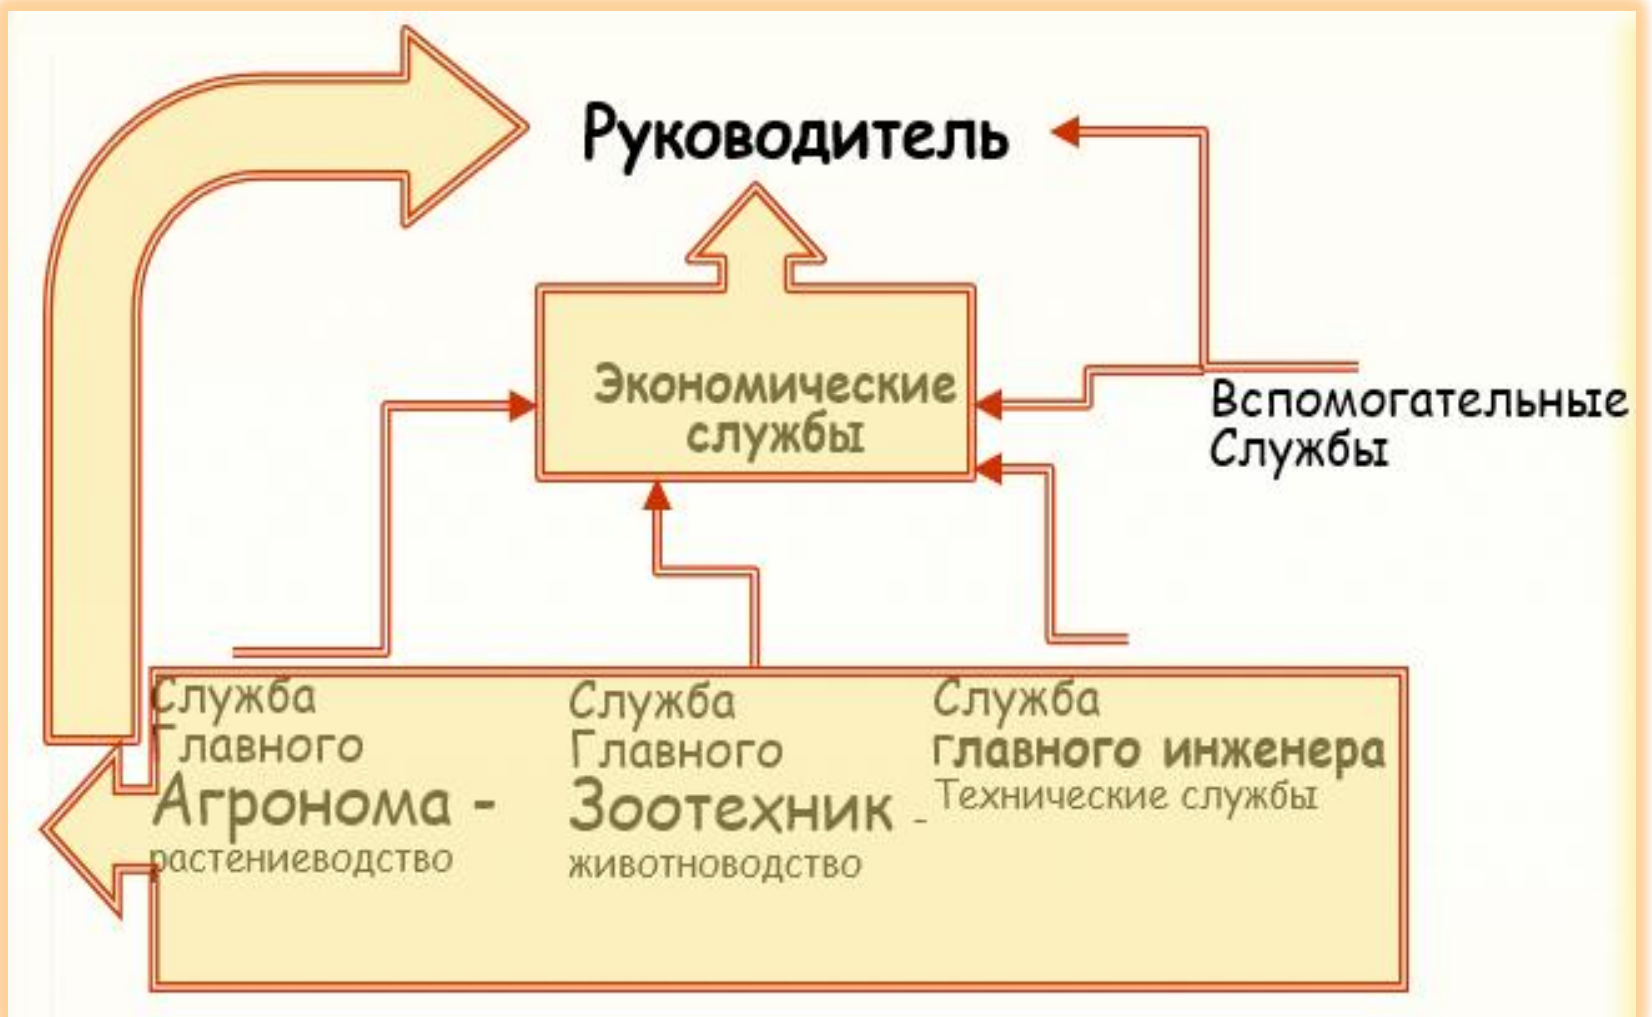 Руководитель
Экономические
службы
Вспомогательные
Службы
Служба
Главного
Агронома -
растениеводство
Служба
Главного
Зоотехник -
животноводство
Служба
главного инженера
Технические службы